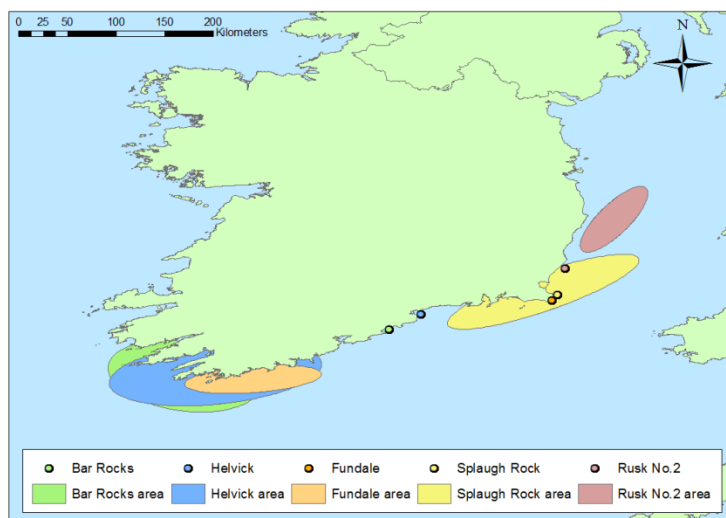 0 25 50 100 150 200
Kilometers
N
Bar Rocks Helvick Fundale Splaugh Rock Rusk No.2
Bar Rocks area Helvick area Fundale area Splaugh Rock area Rusk No.2 area